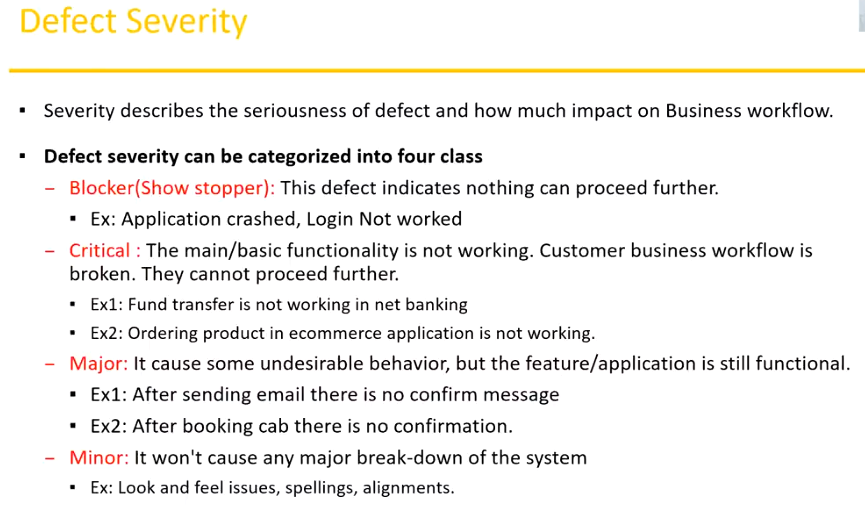 Defect Severity
▪ Severity describes the seriousness of defect and how much impact on Business workflow.
▪ Defect severity can be categorized into four class
– Blocker(Show stopper): This defect indicates nothing can proceed further.
▪ Ex: Application crashed, Login Not worked
– Critical : The main/basic functionality is not working. Customer business workflow is
broken. They cannot proceed further.
▪ Ex1: Fund transfer is not working in net banking
▪ Ex2: Ordering product in ecommerce application is not working.
– Major: It cause some undesirable behavior, but the feature/application is still functional.
▪ Ex1: After sending email there is no confirm message
▪ Ex2: After booking cab there is no confirmation.
– Minor: It won't cause any major break-down of the system
▪ Ex: Look and feel issues, spellings, alignments.